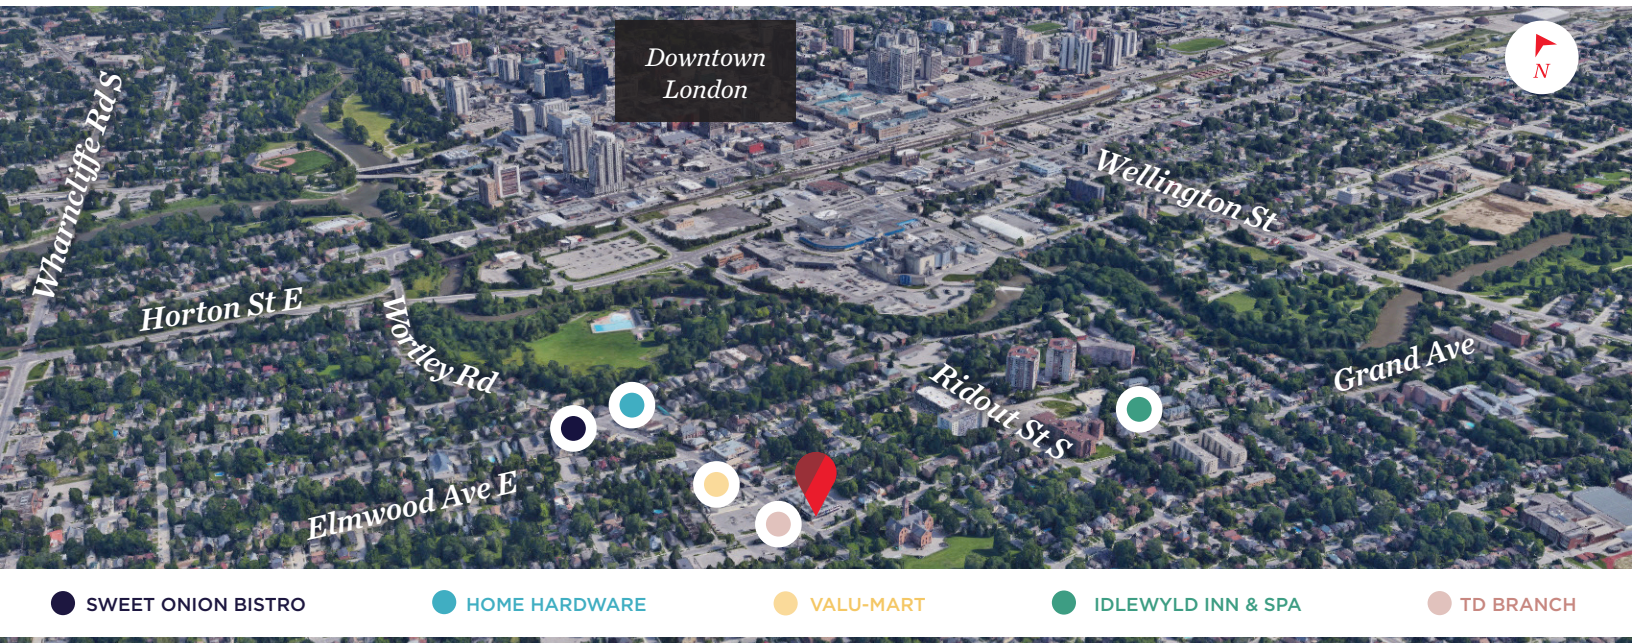 Downtown
London
N
Wharncliffe Rd S
Wellington St
Horton St E
Wortley Rd
Grand Ave
Ridout St S
Elmwood Ave E
SWEET ONION BISTRO
HOME HARDWARE
VALU-MART
IDLEWYLD INN & SPA
TD BRANCH